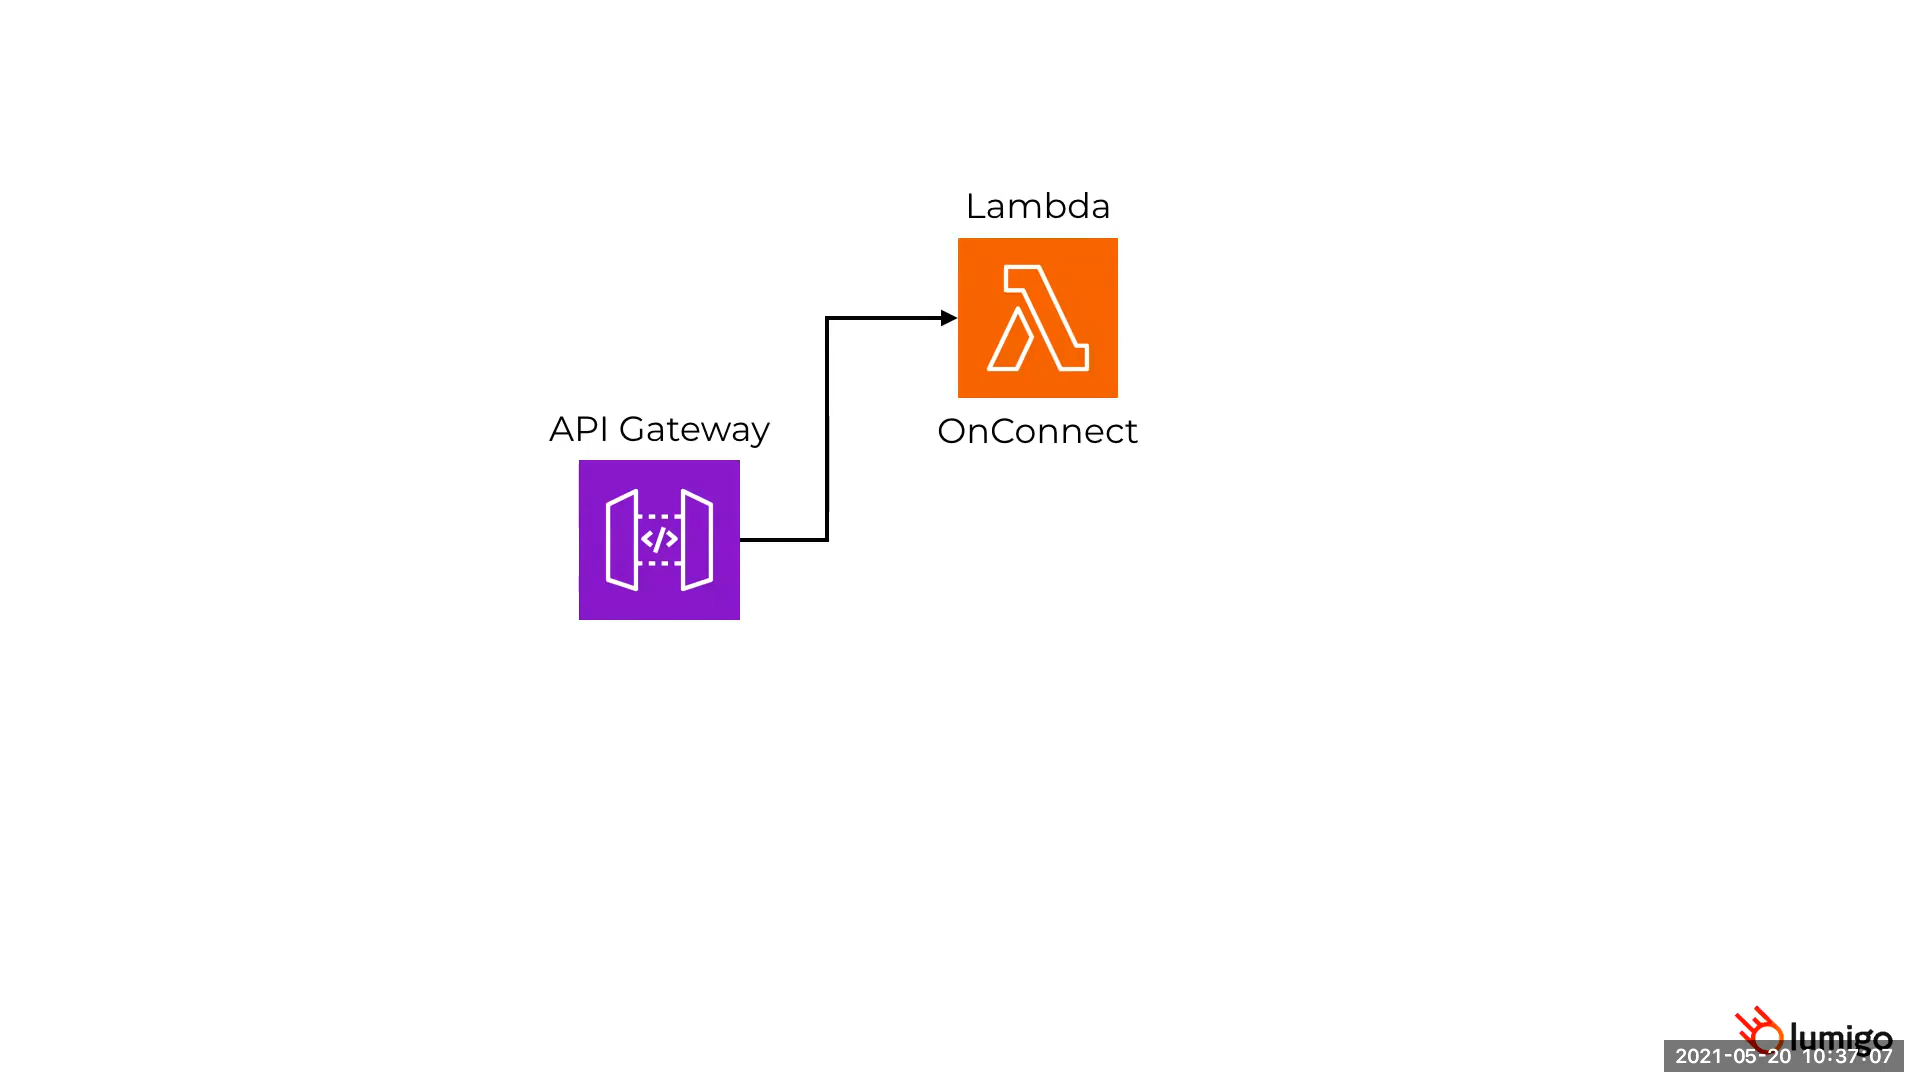 Lambda
API Gateway
</>
OnConnect
lumigo
2021-05-20 10:37:07